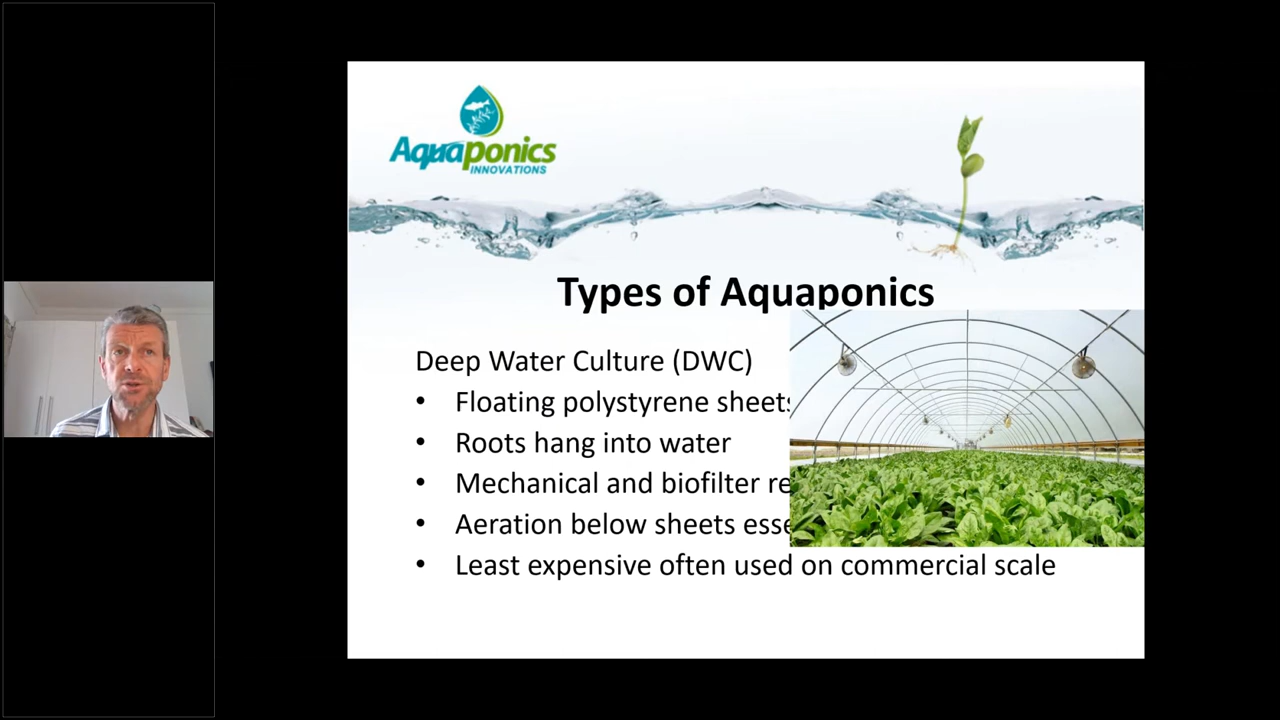 Aquaponics
INNOVATIONS
Types of Aquaponics
Deep Water Culture (DWC)
• Floating polystyrene sheets
• Roots hang into water
• Mechanical and biofilter
• Aeration below sheets
• Least expensive often used on commercial scale